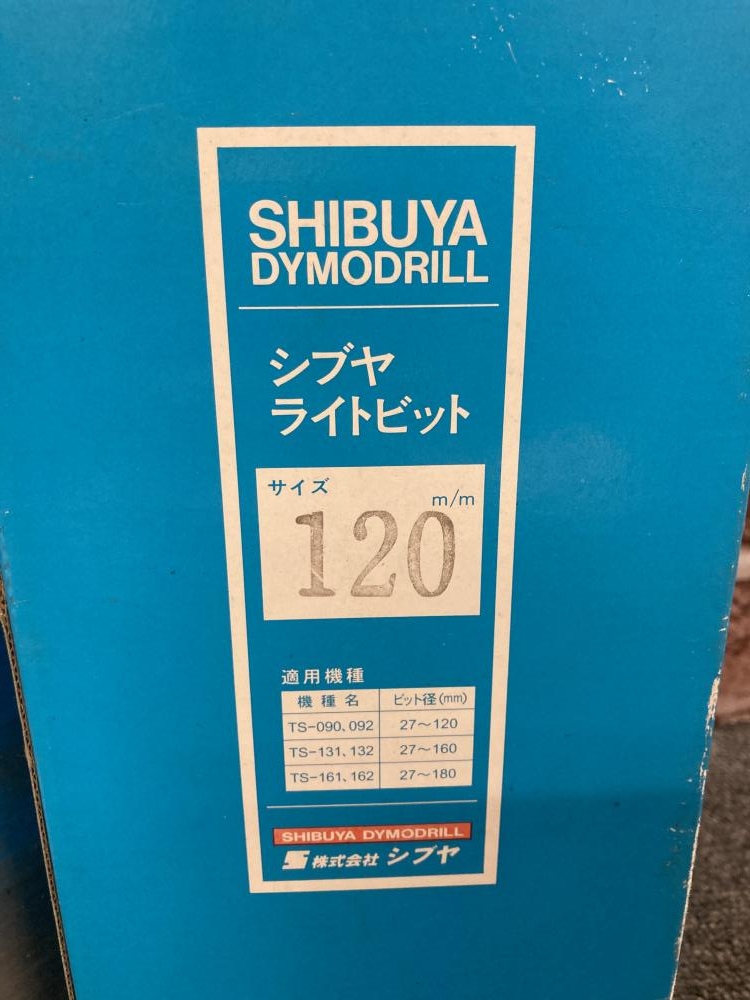 SHIBUYA
DYMODRILL
シブヤ
ライトビット
サイズ
m/m
120
適用機種
機種名 ビット径(mm)
TS-090、092 27〜120
TS-131、132 27〜160
TS-161、162 27〜180
SHIBUYA DYMODRILL
株式会社 シブヤ